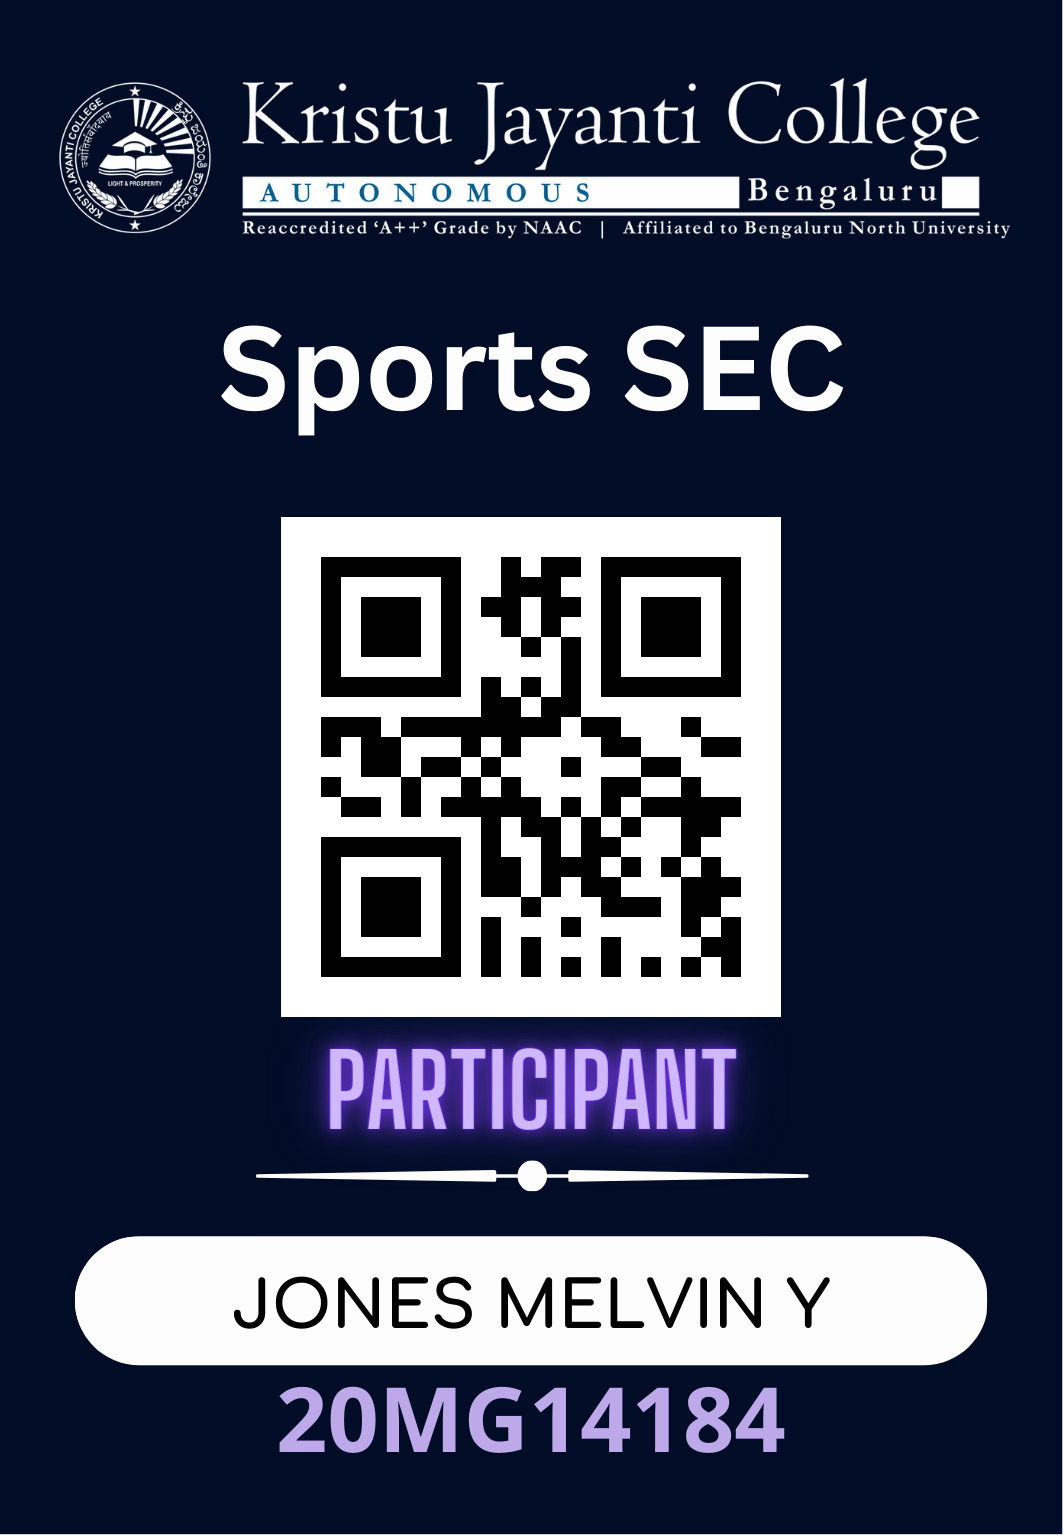 Kristu Jayanti College
AUTONOMOUS Bengaluru
Reaccredited ‘A++’ Grade by NAAC | Affiliated to Bengaluru North University
KRISTU JAYANTI COLLEGE
LIGHT & PROSPERITY
Sports SEC
PARTICIPANT
JONES MELVIN Y
20MG14184